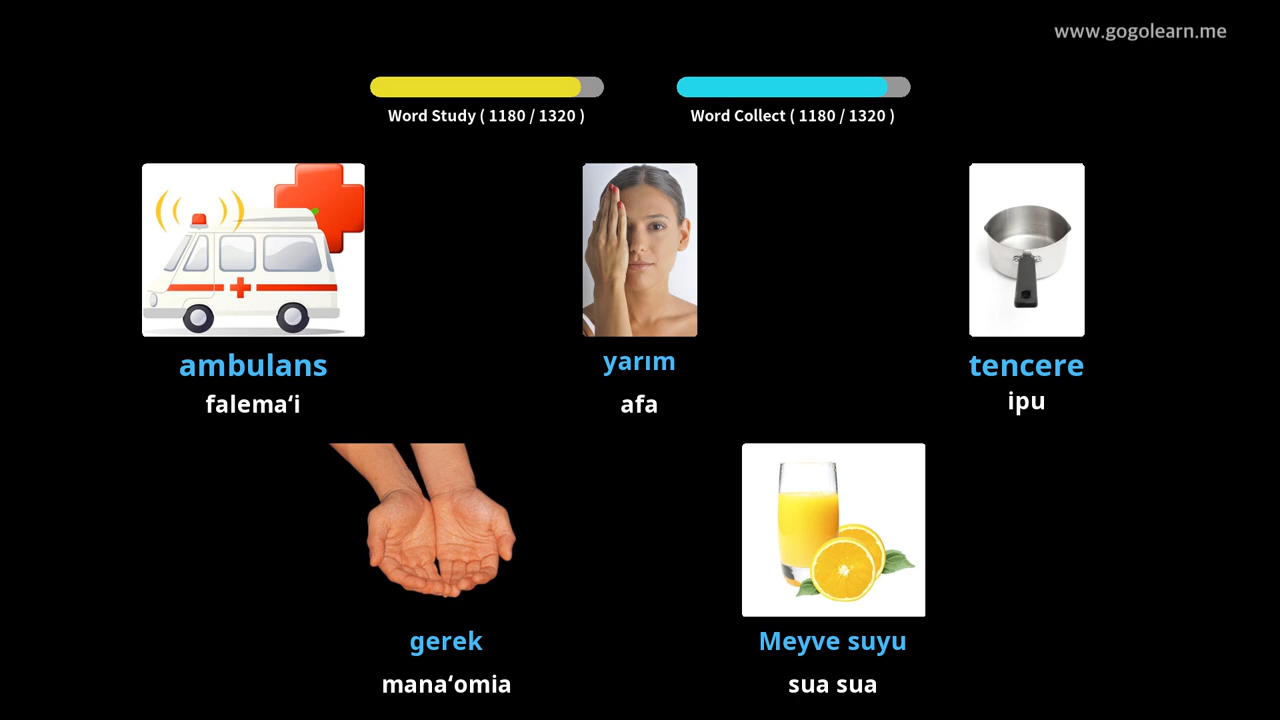 www.gogolearn.me
Word Study ( 1180 / 1320 )
Word Collect ( 1180 / 1320 )
ambulans
falemaʻi
yarım
afa
tencere
ipu
gerek
manaʻomia
Meyve suyu
sua sua